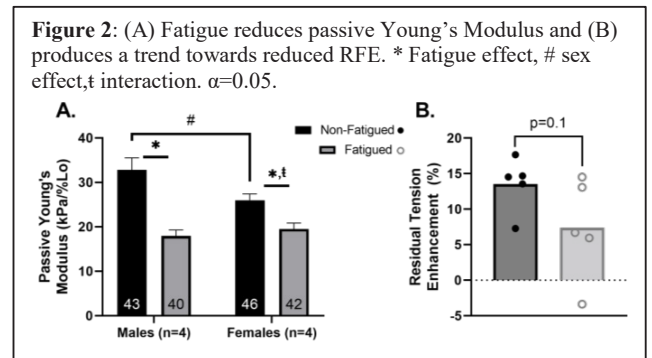 Figure 2: (A) Fatigue reduces passive Young's Modulus and (B)
produces a trend towards reduced RFE. * Fatigue effect, # sex
effect,ŧ interaction. α=0.05.
A.
#
*
*,ŧ
Non-Fatigued
Fatigued
Passive Young's
Modulus (kPa/%Lo)
40
30
20
10
0
43
40
46
42
Males (n=4)
Females (n=4)
B.
p=0.1
Residual Tension
Enhancement (%)
20
15
10
5
0
-5